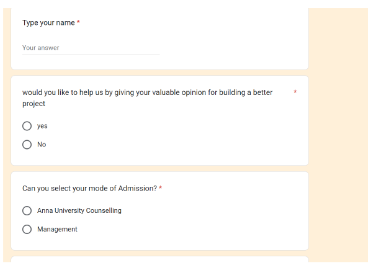 Type your name *
Your answer
would you like to help us by giving your valuable opinion for building a better *
project
yes
No
Can you select your mode of Admission? *
Anna University Counselling
Management